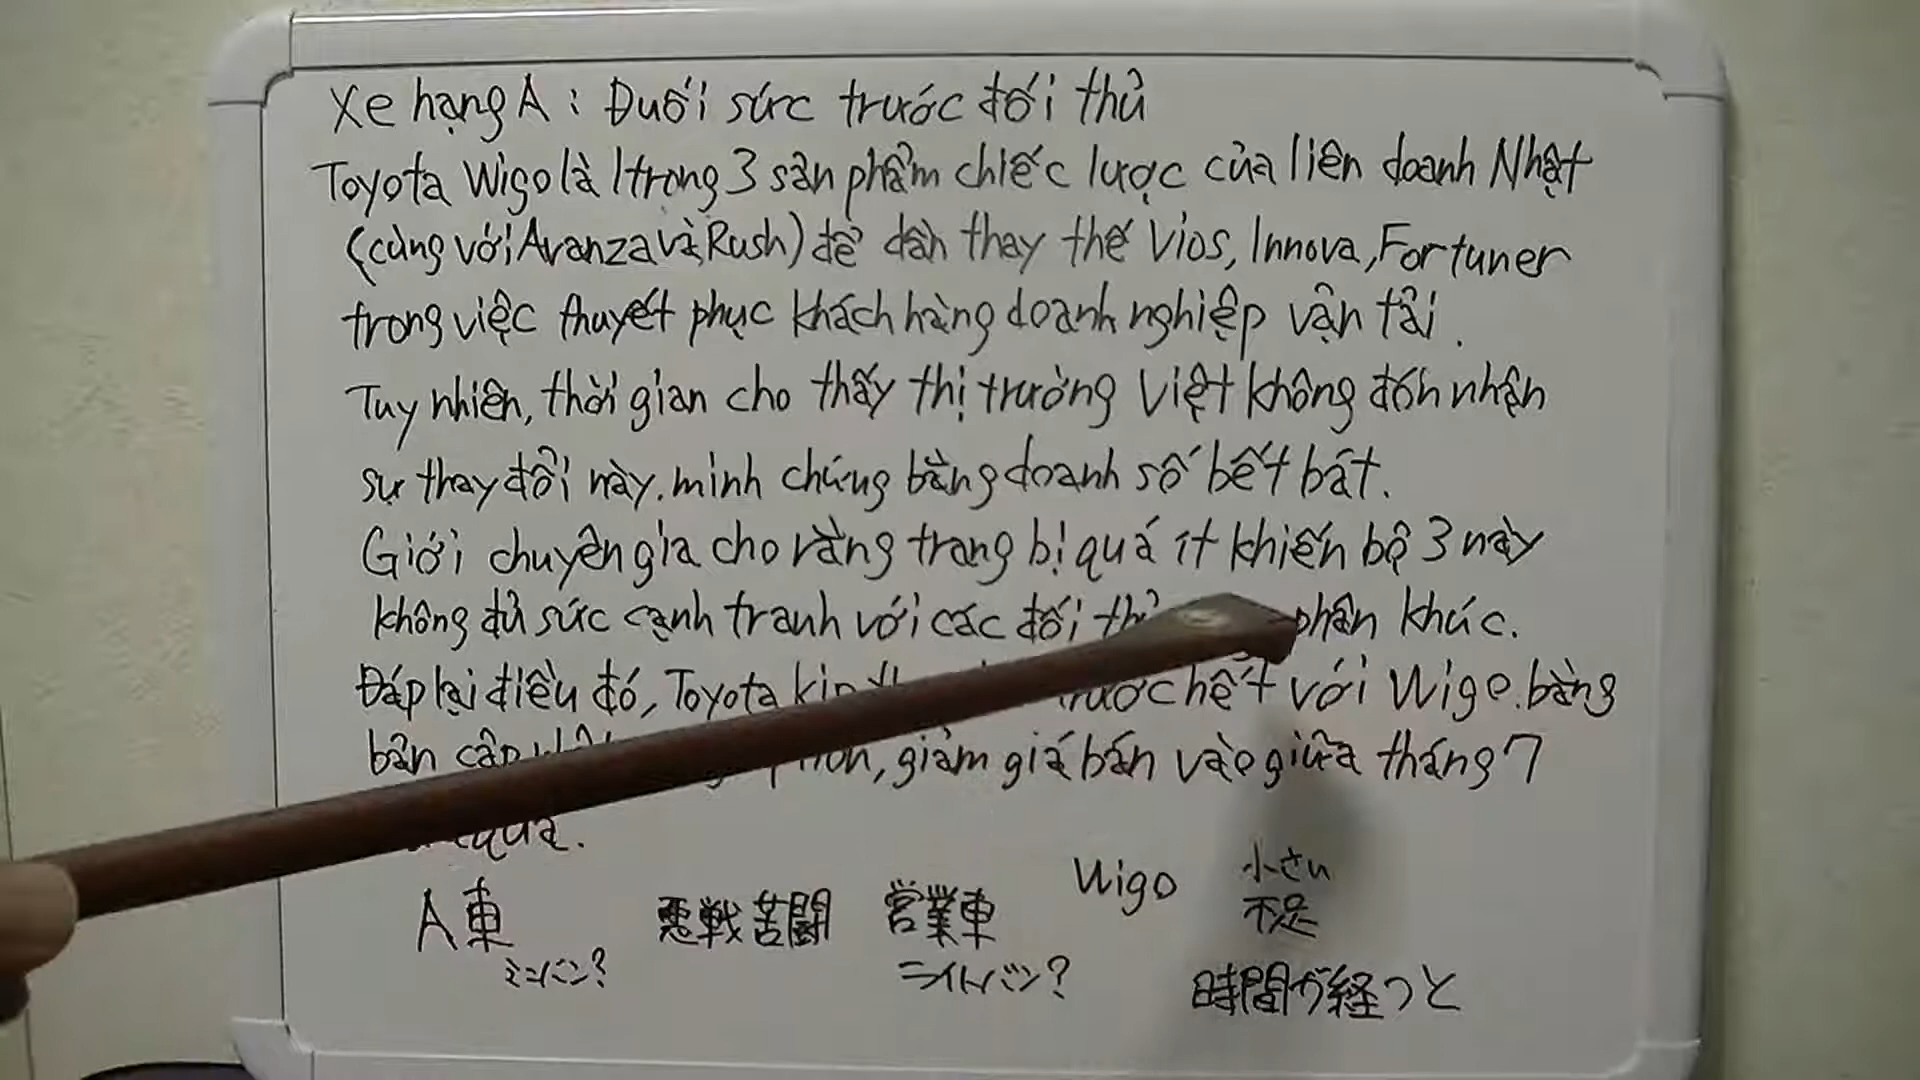 Xe hạng A : Đuối sức trước đối thủ
Toyota Wigo là 1 trong 3 sản phẩm chiếc lược của liên doanh Nhật
(cùng với Avanza và Rush) để dần thay thế Vios, Innova, Fortuner
trong việc thuyết phục khách hàng doanh nghiệp vận tải.
Tuy nhiên, thời gian cho thấy thị trường Việt không đón nhận
sự thay đổi này. minh chứng bằng doanh số bết bát.
Giới chuyên gia cho rằng trang bị quá ít khiến bộ 3 này
không đủ sức cạnh tranh với các đối phân khúc.
Đáp lại điều đó, Toyota hết với Wigo. bằng
bản giảm giá bán vào giữa tháng 7
qua.
Wigo 小さい
A車 悪戦苦闘 営業車 不足
ミニバン? ライトバン? 時間が経つと